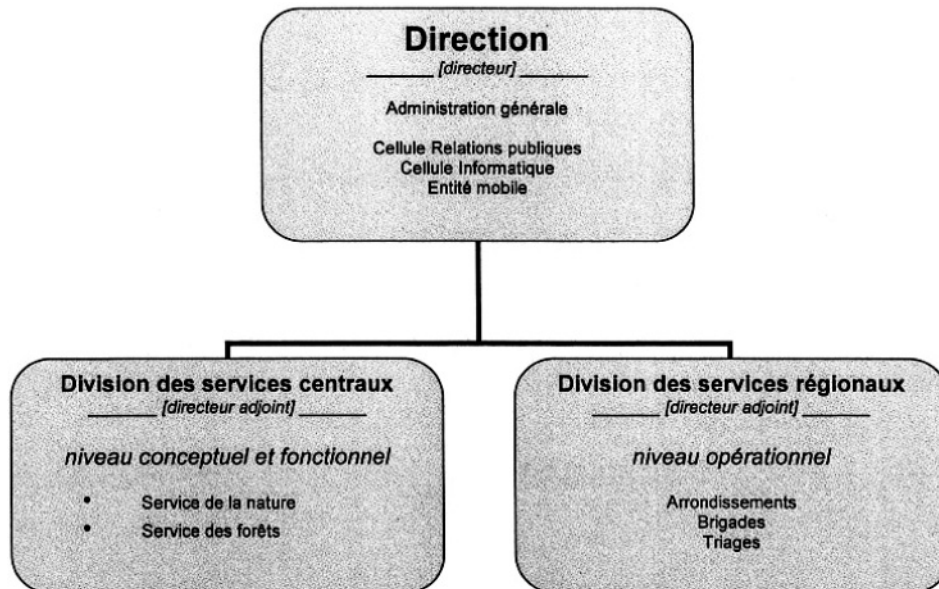 Direction
[directeur]
Administration générale
Cellule Relations publiques
Cellule Informatique
Entité mobile
Division des services centraux
[directeur adjoint]
niveau conceptuel et fonctionnel
• Service de la nature
• Service des forêts
Division des services régionaux
[directeur adjoint]
niveau opérationnel
Arrondissements
Brigades
Triages